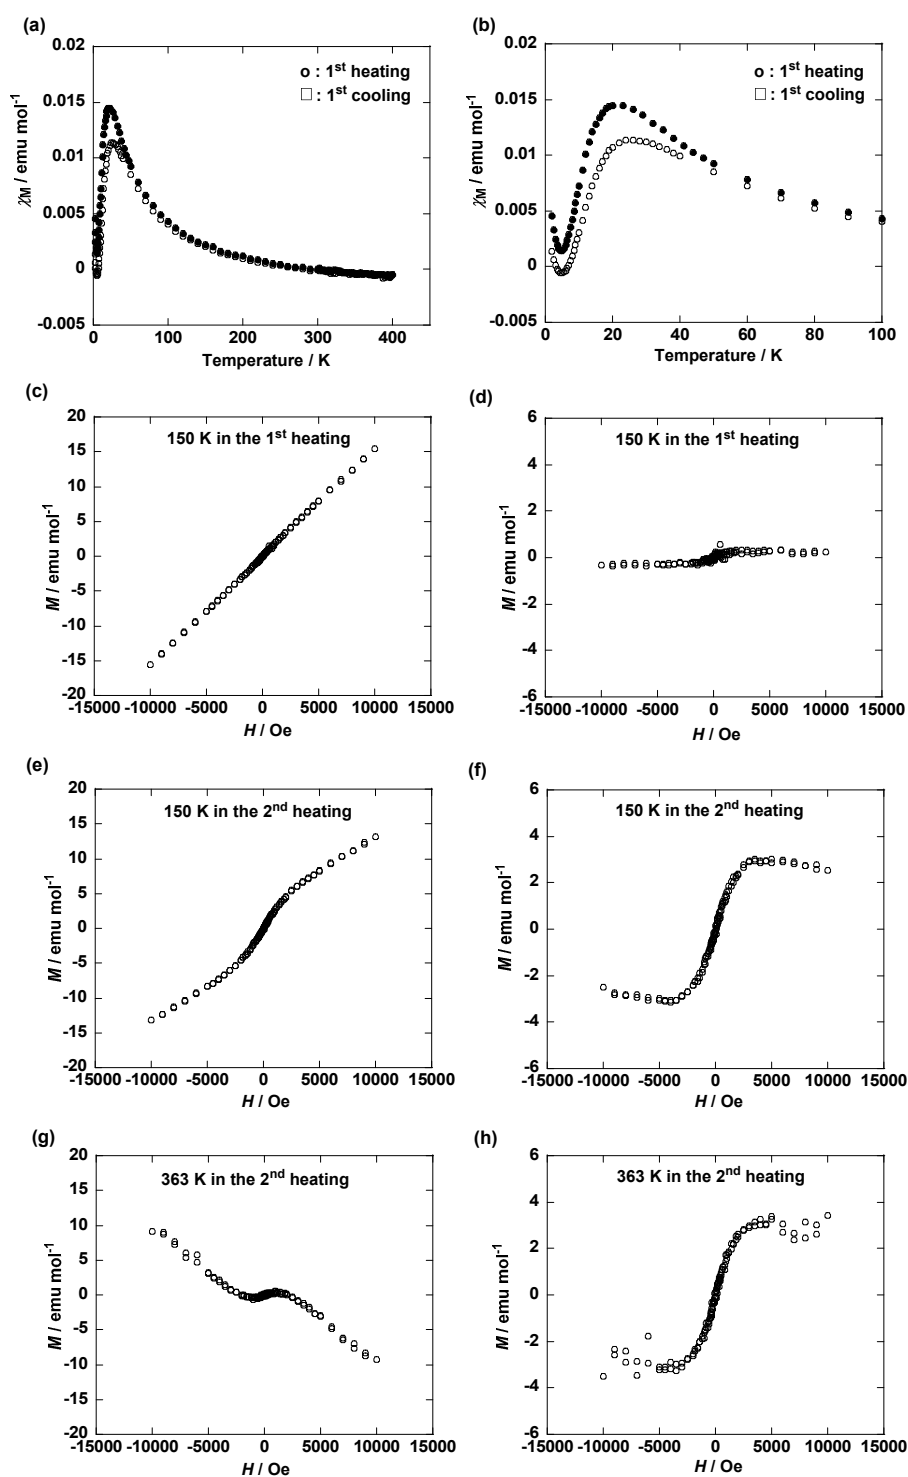 (a)
0.02
0.015
0.01
0.005
0
-0.005
χM / emu mol-1
○ : 1st heating
□ : 1st cooling
0 100 200 300 400
Temperature / K
(b)
0.02
0.015
0.01
0.005
0
-0.005
χM / emu mol-1
○ : 1st heating
□ : 1st cooling
0 20 40 60 80 100
Temperature / K
(c)
20
15
10
5
0
-5
-10
-15
-20
M / emu mol-1
150 K in the 1st heating
-15000 -10000 -5000 0 5000 10000 15000
H / Oe
(d)
6
4
2
0
-2
-4
-6
M / emu mol-1
150 K in the 1st heating
-15000 -10000 -5000 0 5000 10000 15000
H / Oe
(e)
20
15
10
5
0
-5
-10
-15
-20
M / emu mol-1
150 K in the 2nd heating
-15000 -10000 -5000 0 5000 10000 15000
H / Oe
(f)
6
4
2
0
-2
-4
-6
M / emu mol-1
150 K in the 2nd heating
-15000 -10000 -5000 0 5000 10000 15000
H / Oe
(g)
20
15
10
5
0
-5
-10
-15
-20
M / emu mol-1
363 K in the 2nd heating
-15000 -10000 -5000 0 5000 10000 15000
H / Oe
(h)
6
4
2
0
-2
-4
-6
M / emu mol-1
363 K in the 2nd heating
-15000 -10000 -5000 0 5000 10000 15000
H / Oe